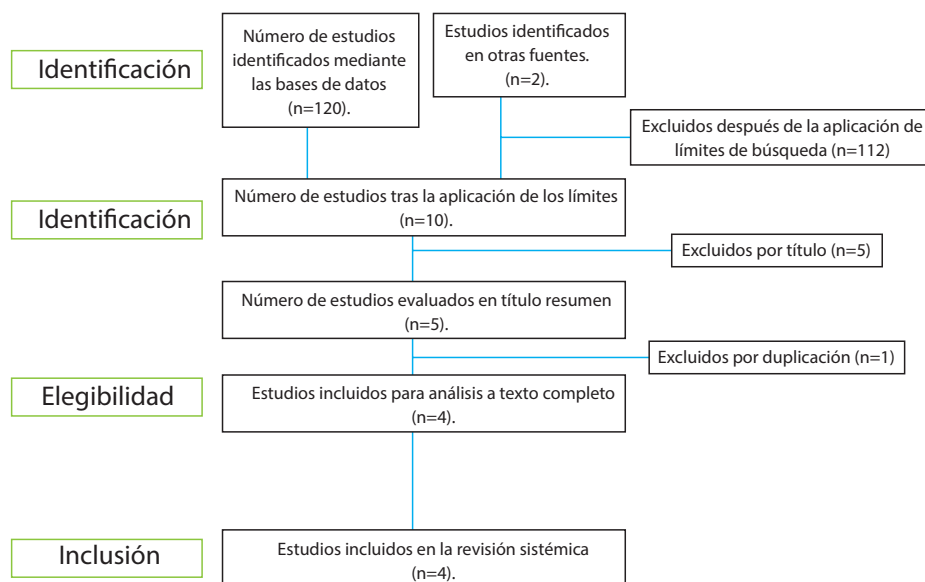 Identificación
Número de estudios
identificados mediante
las bases de datos
(n=120).
Estudios identificados
en otras fuentes.
(n=2).
Excluidos después de la aplicación de
límites de búsqueda (n=112)
Identificación
Número de estudios tras la aplicación de los límites
(n=10).
Excluidos por título (n=5)
Número de estudios evaluados en título resumen
(n=5).
Excluidos por duplicación (n=1)
Elegibilidad
Estudios incluidos para análisis a texto completo
(n=4).
Inclusión
Estudios incluidos en la revisión sistémica
(n=4).